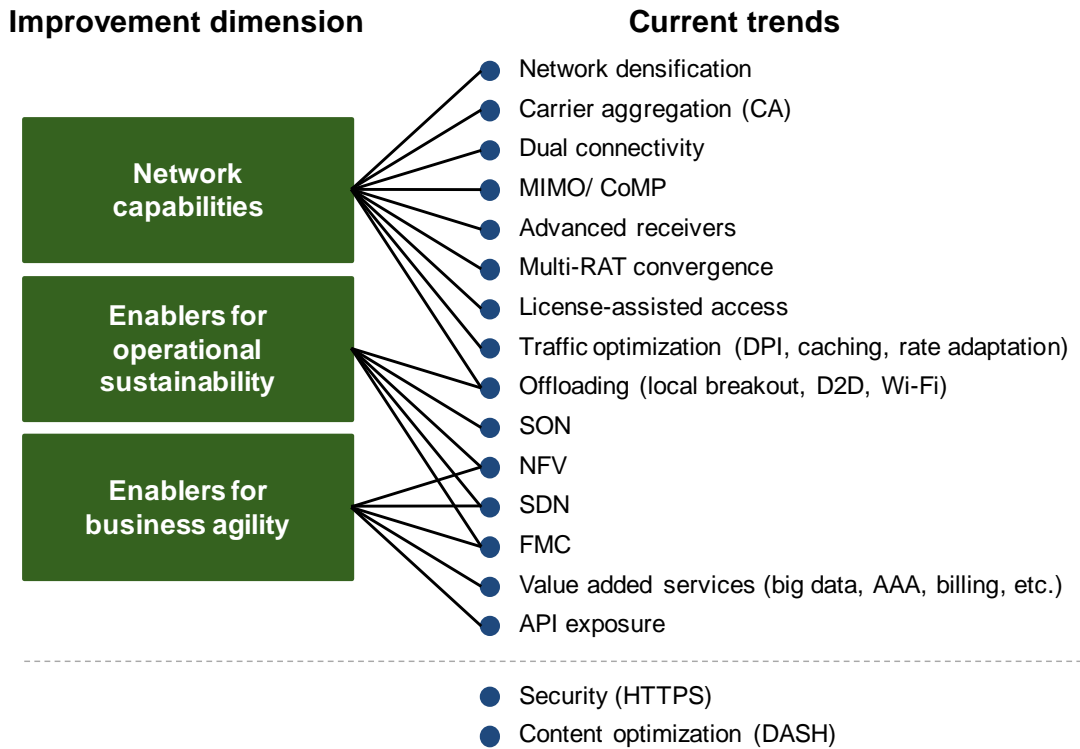 Improvement dimension
Current trends
Network
capabilities
Enablers for
operational
sustainability
Enablers for
business agility
Network densification
Carrier aggregation (CA)
Dual connectivity
MIMO/ CoMP
Advanced receivers
Multi-RAT convergence
License-assisted access
Traffic optimization (DPI, caching, rate adaptation)
Offloading (local breakout, D2D, Wi-Fi)
SON
NFV
SDN
FMC
Value added services (big data, AAA, billing, etc.)
API exposure
Security (HTTPS)
Content optimization (DASH)